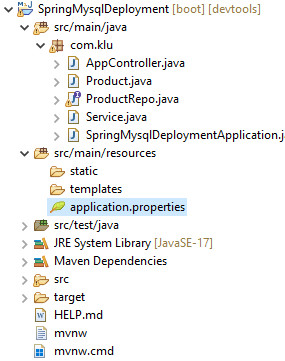 SpringMysqlDeployment [boot] [devtools]
src/main/java
com.klu
AppController.java
Product.java
ProductRepo.java
Service.java
SpringMysqlDeploymentApplication.j
src/main/resources
static
templates
application.properties
src/test/java
JRE System Library [JavaSE-17]
Maven Dependencies
src
target
HELP.md
mvnw
mvnw.cmd